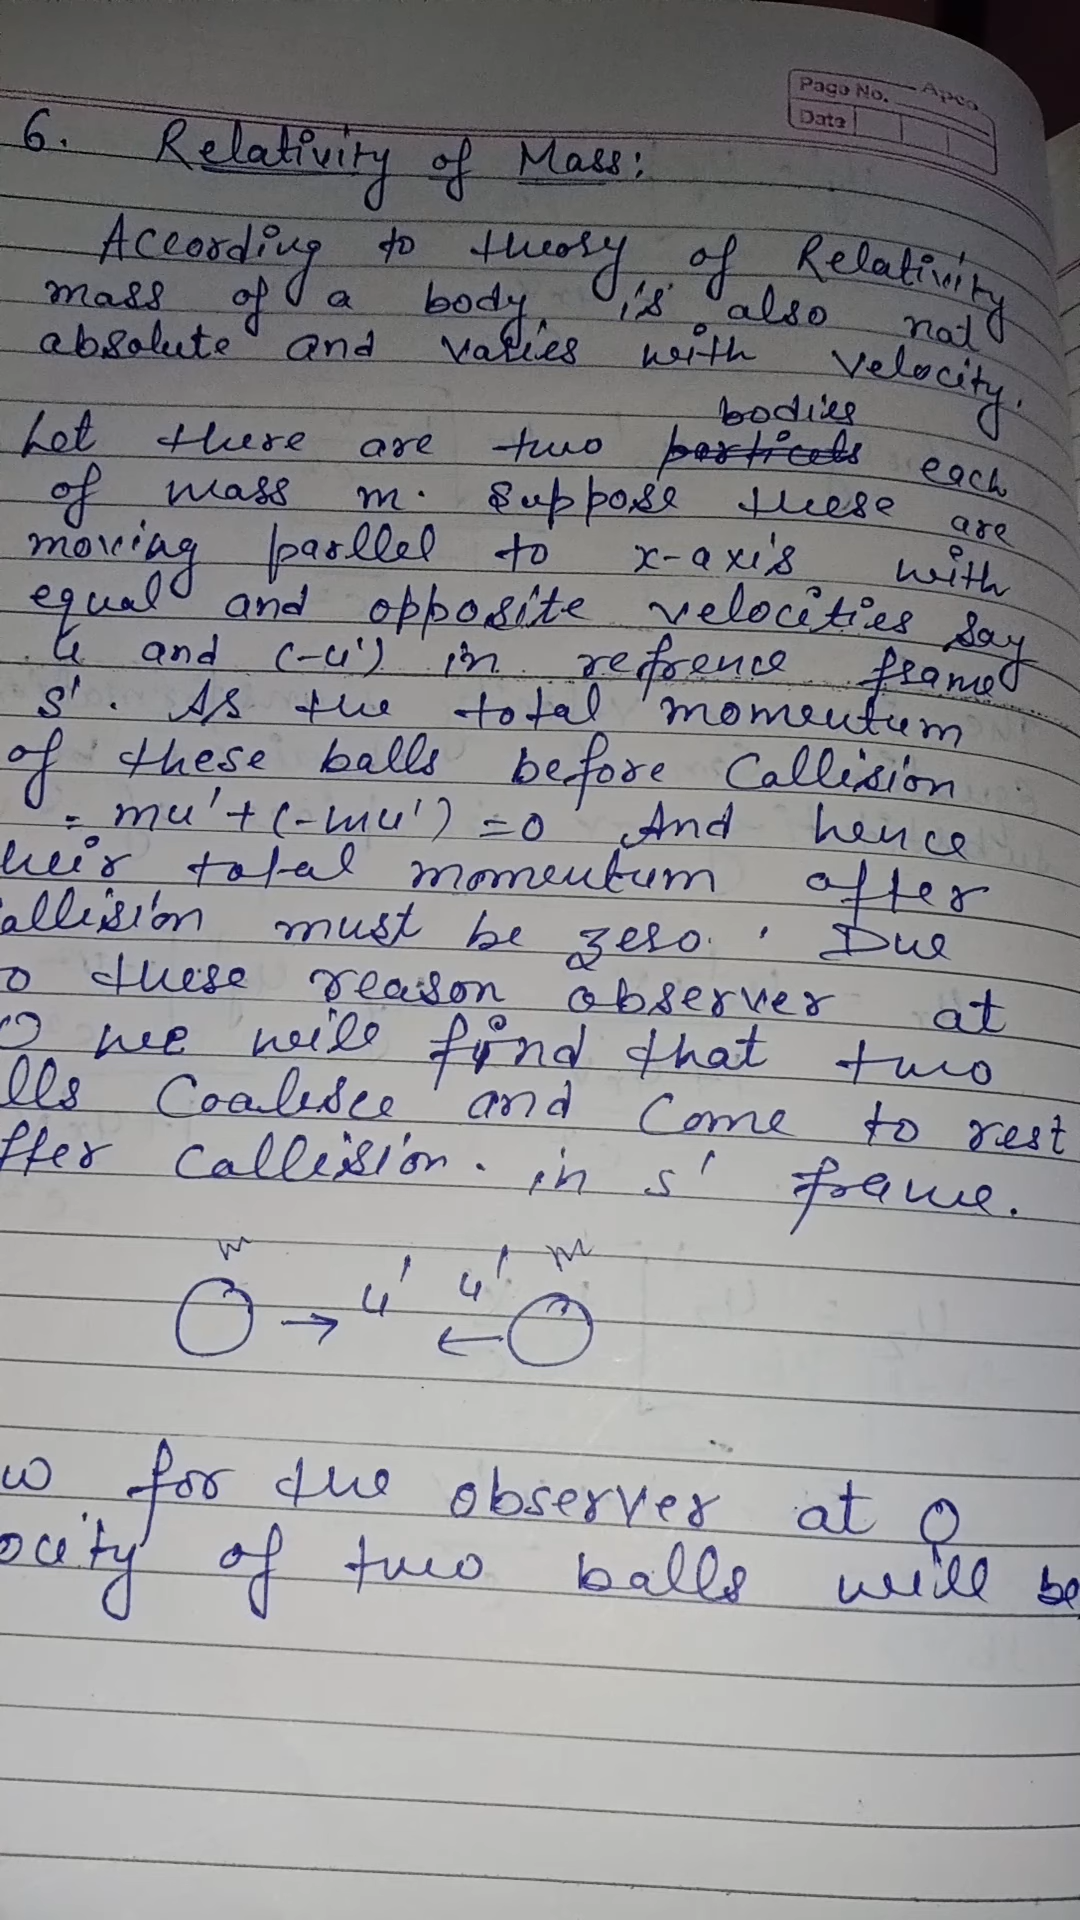 Page No. Apco
Date
6. Relativity of Mass:
According to theory of Relativity
mass of a body is also not
absolute and varies with velocity.
bodies
Let there are two particels each
of mass m. Suppose these are
moving parllel to x-axis with
equal and opposite velocities say
u and (-u') in refrence frame
s'. As the total momentum
of these balls before Collision
= mu' + (-mu') = 0 And hence
heir total momentum after
ollision must be zero. Due
o these reason observer at
O we will find that two
lls Coalesce and Come to rest
fter Collision. in s' frame.
m m
→ u' u' ←
w for the observer at O
ocity of two balls will be